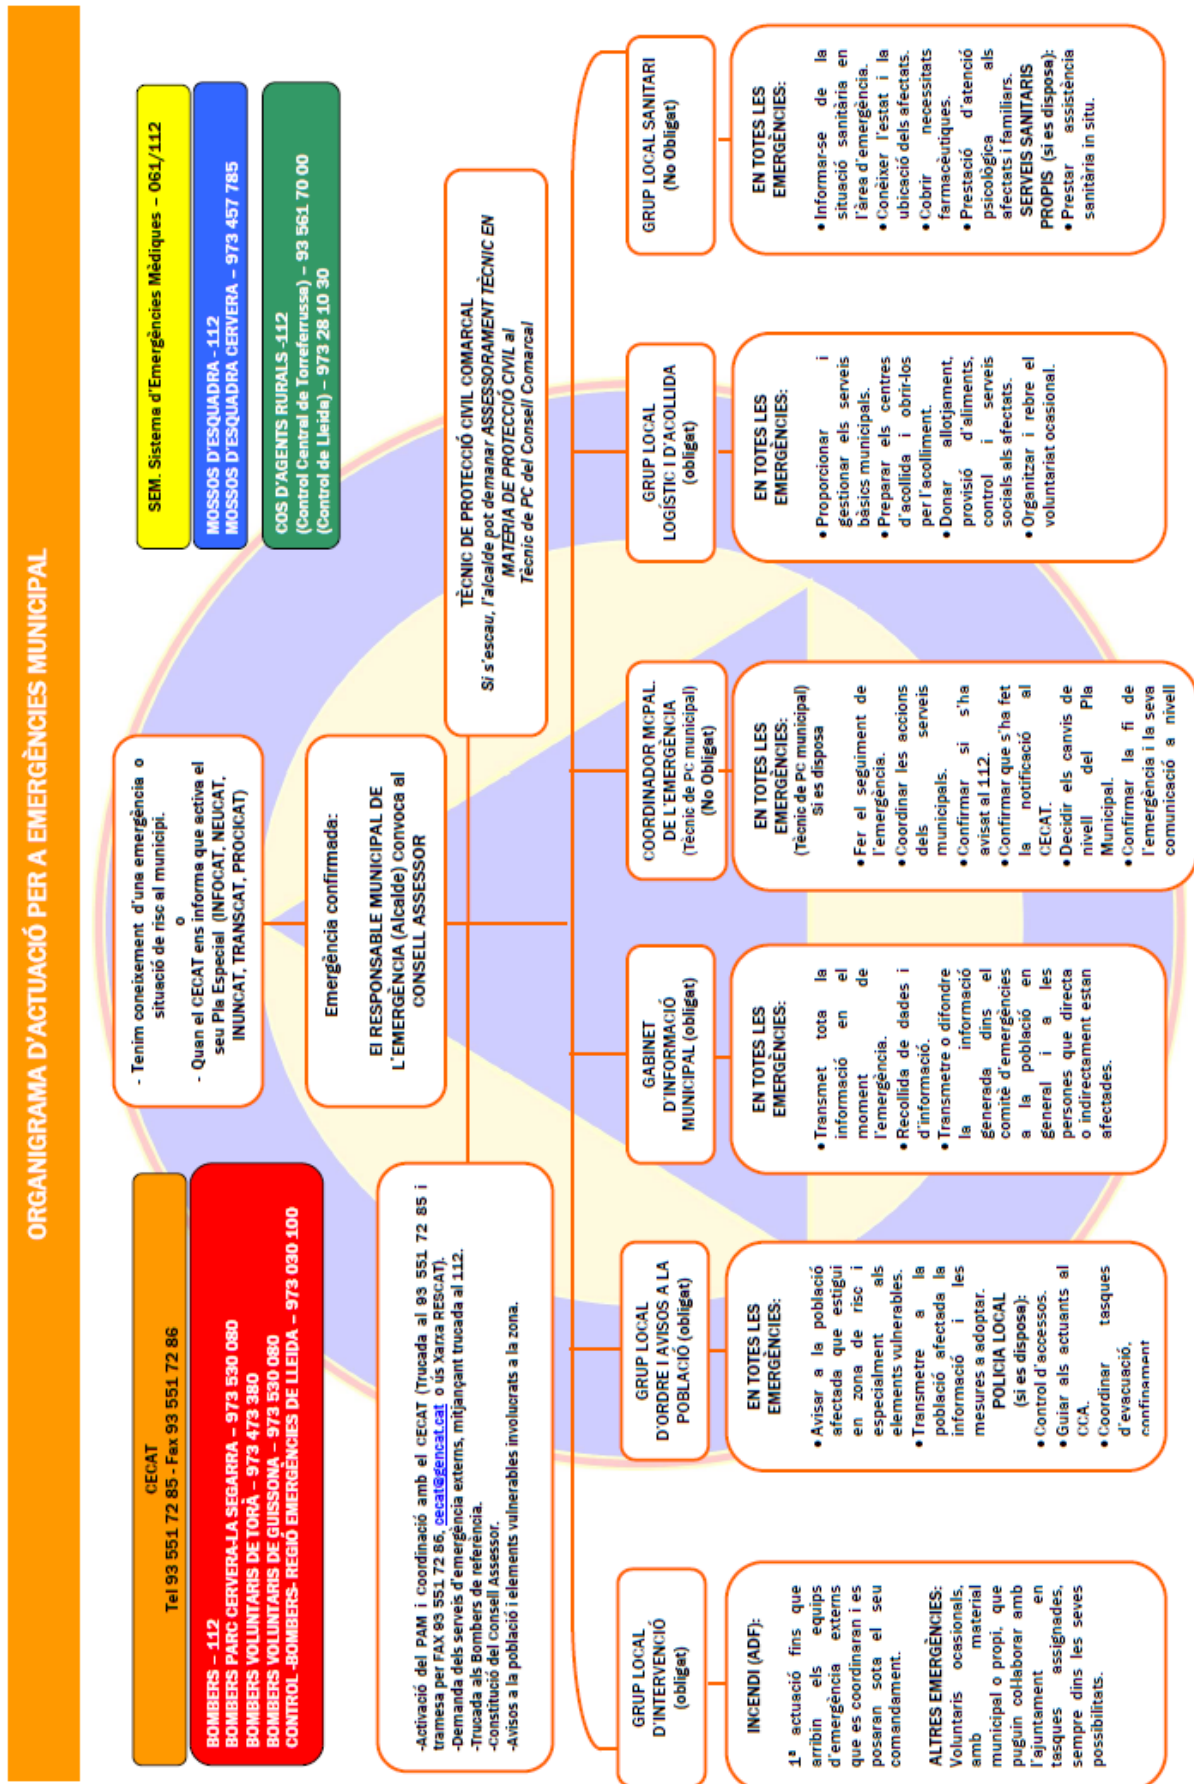 ORGANIGRAMA D'ACTUACIÓ PER A EMERGÈNCIES MUNICIPAL
CECAT
Tel 93 551 72 85 - Fax 93 551 72 86
BOMBERS – 112
BOMBERS PARC CERVERA-LA SEGARRA – 973 530 080
BOMBERS VOLUNTARIS DE TORÀ – 973 473 380
BOMBERS VOLUNTARIS DE GUISSONA – 973 530 080
CONTROL -BOMBERS- REGIÓ EMERGÈNCIES DE LLEIDA – 973 030 100
- Tenim coneixement d'una emergència o
situació de risc al municipi.
o
- Quan el CECAT ens informa que activa el
seu Pla Especial (INFOCAT, NEUCAT,
INUNCAT, TRANSCAT, PROCICAT)
SEM. Sistema d'Emergències Mèdiques – 061/112
MOSSOS D'ESQUADRA - 112
MOSSOS D'ESQUADRA CERVERA – 973 457 785
COS D'AGENTS RURALS -112
(Control Central de Torreferrussa) – 93 561 70 00
(Control de Lleida) – 973 28 10 30
Emergència confirmada:
El RESPONSABLE MUNICIPAL DE
L'EMERGÈNCIA (Alcalde) Convoca al
CONSELL ASSESSOR
-Activació del PAM i Coordinació amb el CECAT (Trucada al 93 551 72 85 i
tramesa per FAX 93 551 72 86, cecat@gencat.cat o ús Xarxa RESCAT).
-Demanda dels serveis d'emergència externs, mitjançant trucada al 112.
-Trucada als Bombers de referència.
-Constitució del Consell Assessor.
-Avisos a la població i elements vulnerables involucrats a la zona.
TÈCNIC DE PROTECCIÓ CIVIL COMARCAL
Si s'escau, l'alcalde pot demanar ASSESSORAMENT TÈCNIC EN
MATÈRIA DE PROTECCIÓ CIVIL al
Tècnic de PC del Consell Comarcal
GRUP LOCAL
D'INTERVENCIÓ
(obligat)
INCENDI (ADF):
1ª actuació fins que
arribin els equips
d'emergència externs
que es coordinaran i es
posaran sota el seu
comandament.
ALTRES EMERGÈNCIES:
Voluntaris ocasionals,
amb material
municipal o propi, que
puguin col·laborar amb
l'ajuntament en
tasques assignades,
sempre dins les seves
possibilitats.
GRUP LOCAL
D'ORDRE I AVISOS A LA
POBLACIÓ (obligat)
EN TOTES LES
EMERGÈNCIES:
• Avisar a la població
afectada que estigui
en zona de risc i
especialment als
elements vulnerables.
• Transmetre a la
població afectada la
informació i les
mesures a adoptar.
POLICIA LOCAL
(si es disposa):
• Control d'accessos.
• Guiar als actuants al
CCA.
• Coordinar tasques
d'evacuació,
confinament
GABINET
D'INFORMACIÓ
MUNICIPAL (obligat)
EN TOTES LES
EMERGÈNCIES:
• Transmet tota la
informació en el
moment de
l'emergència.
• Recollida de dades i
d'informació.
• Transmetre o difondre
la informació
generada dins el
comitè d'emergències
a la població en
general i a les
persones que directa
o indirectament estan
afectades.
COORDINADOR MCPAL.
DE L'EMERGÈNCIA
(Tècnic de PC municipal)
(No Obligat)
EN TOTES LES
EMERGÈNCIES:
(Tècnic de PC municipal)
Si es disposa
• Fer el seguiment de
l'emergència.
• Coordinar les accions
dels serveis
municipals.
• Confirmar si s'ha
avisat al 112.
• Confirmar que s'ha fet
la notificació al
CECAT.
• Decidir els canvis de
nivell del Pla
Municipal.
• Confirmar la fi de
l'emergència i la seva
comunicació a nivell
GRUP LOCAL
LOGÍSTIC I D'ACOLLIDA
(obligat)
EN TOTES LES
EMERGÈNCIES:
• Proporcionar i
gestionar els serveis
bàsics municipals.
• Preparar els centres
d'acollida i obrir-los
per l'acolliment.
• Donar allotjament,
provisió d'aliments,
control i serveis
socials als afectats.
• Organitzar i rebre el
voluntariat ocasional.
GRUP LOCAL SANITARI
(No Obligat)
EN TOTES LES
EMERGÈNCIES:
• Informar-se de la
situació sanitària en
l'àrea d'emergència.
• Conèixer l'estat i la
ubicació dels afectats.
• Cobrir necessitats
farmacèutiques.
• Prestació d'atenció
psicològica als
afectats i familiars.
SERVEIS SANITARIS
PROPIS (si es disposa):
• Prestar assistència
sanitària in situ.